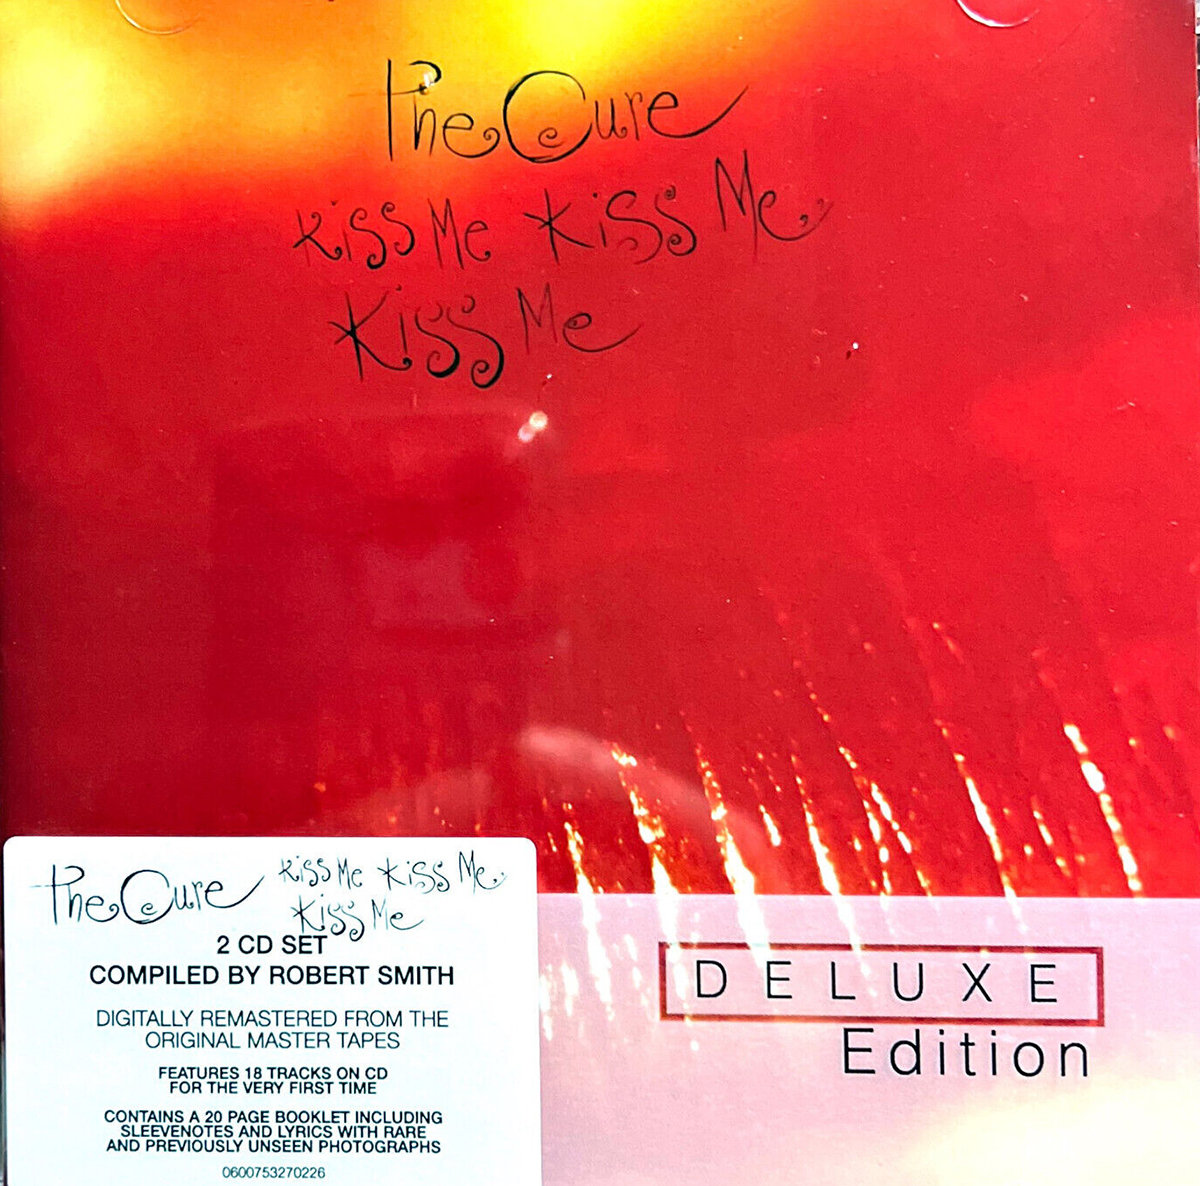 The Cure
Kiss Me Kiss Me
Kiss Me
The Cure Kiss Me Kiss Me
Kiss Me
2 CD SET
COMPILED BY ROBERT SMITH
DIGITALLY REMASTERED FROM THE
ORIGINAL MASTER TAPES
FEATURES 18 TRACKS ON CD
FOR THE VERY FIRST TIME
CONTAINS A 20 PAGE BOOKLET INCLUDING
SLEEVENOTES AND LYRICS WITH RARE
AND PREVIOUSLY UNSEEN PHOTOGRAPHS
0600753270226
DELUXE
Edition